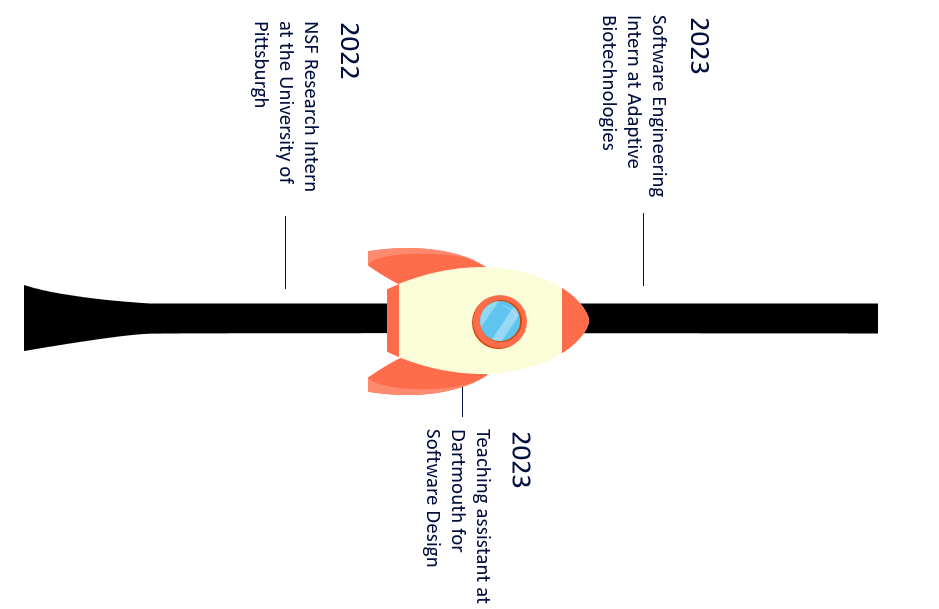 2022
NSF Research Intern
at the University of
Pittsburgh
2023
Teaching assistant at
Dartmouth for
Software Design
2023
Software Engineering
Intern at Adaptive
Biotechnologies